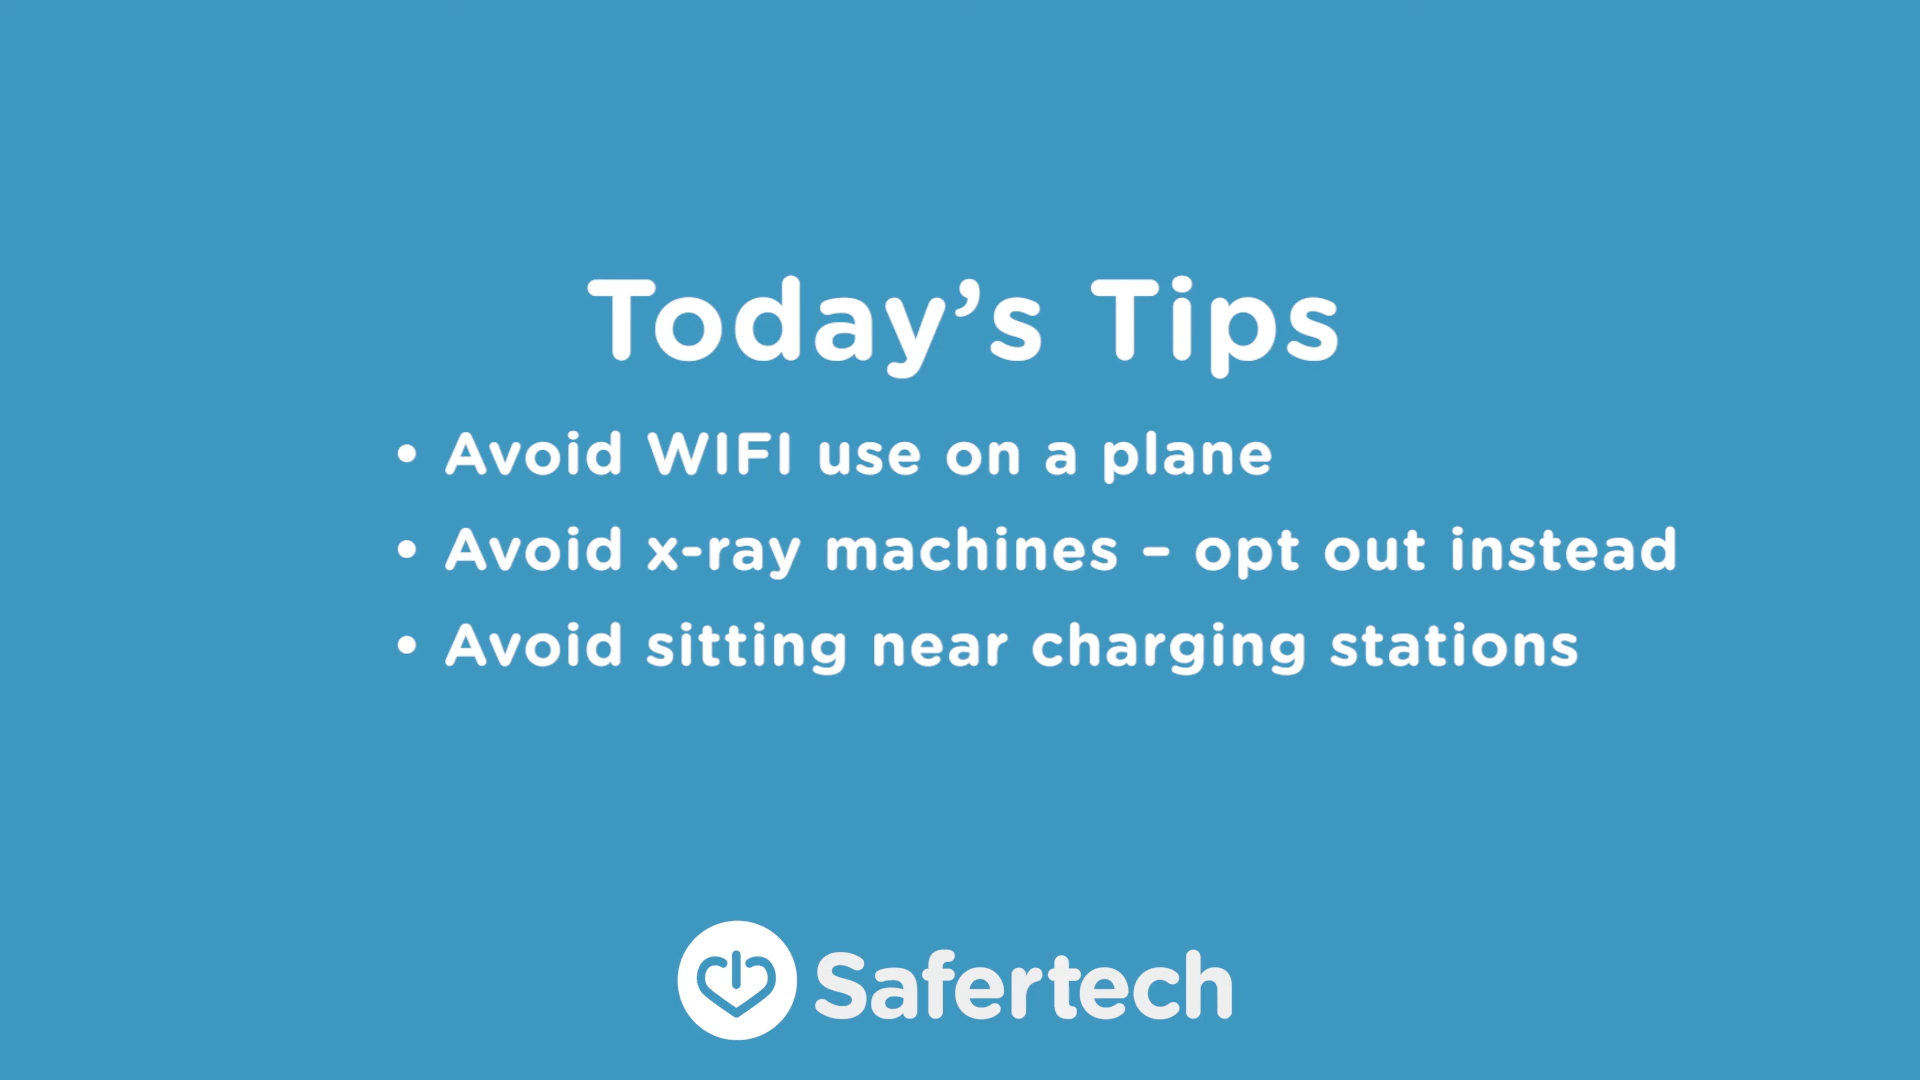 Today’s Tips
• Avoid WIFI use on a plane
• Avoid x-ray machines – opt out instead
• Avoid sitting near charging stations
Safertech